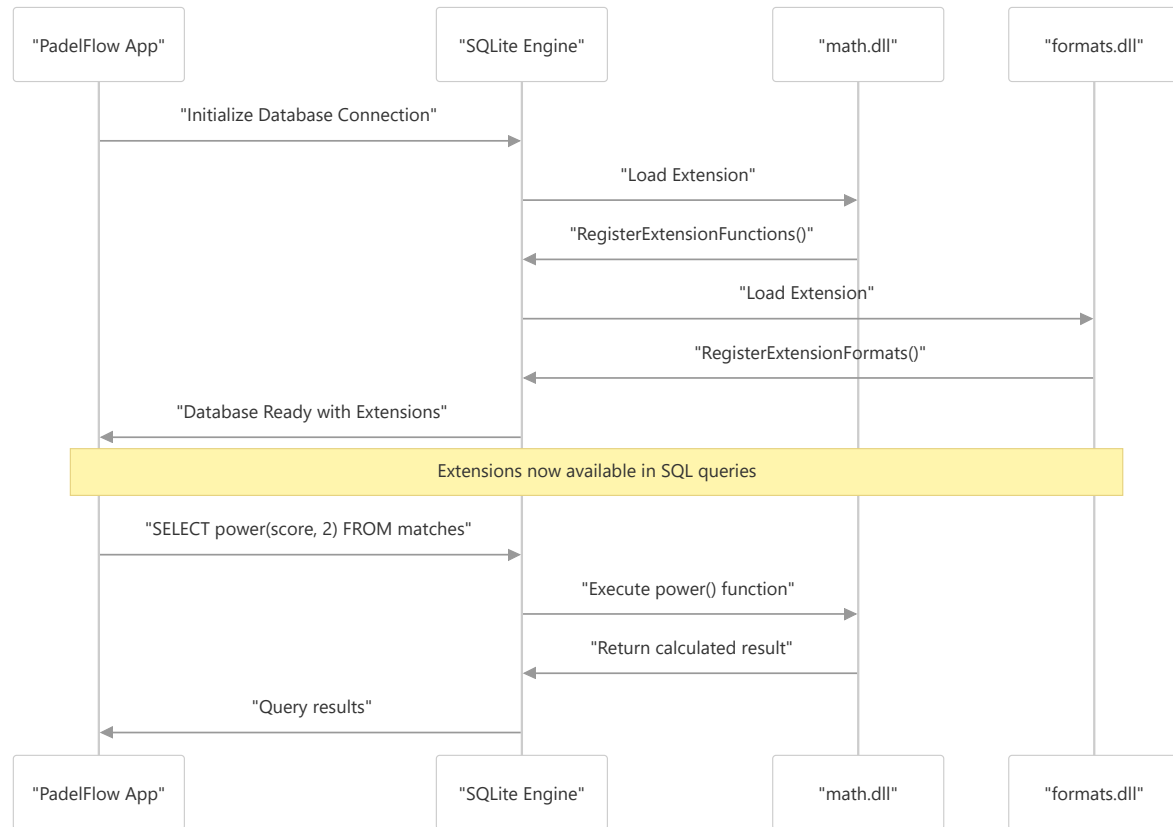 "PadelFlow App" "SQLite Engine" "math.dll" "formats.dll"
"Initialize Database Connection"
"Load Extension"
"RegisterExtensionFunctions()"
"Load Extension"
"RegisterExtensionFormats()"
"Database Ready with Extensions"
Extensions now available in SQL queries
"SELECT power(score, 2) FROM matches"
"Execute power() function"
"Return calculated result"
"Query results"
"PadelFlow App" "SQLite Engine" "math.dll" "formats.dll"